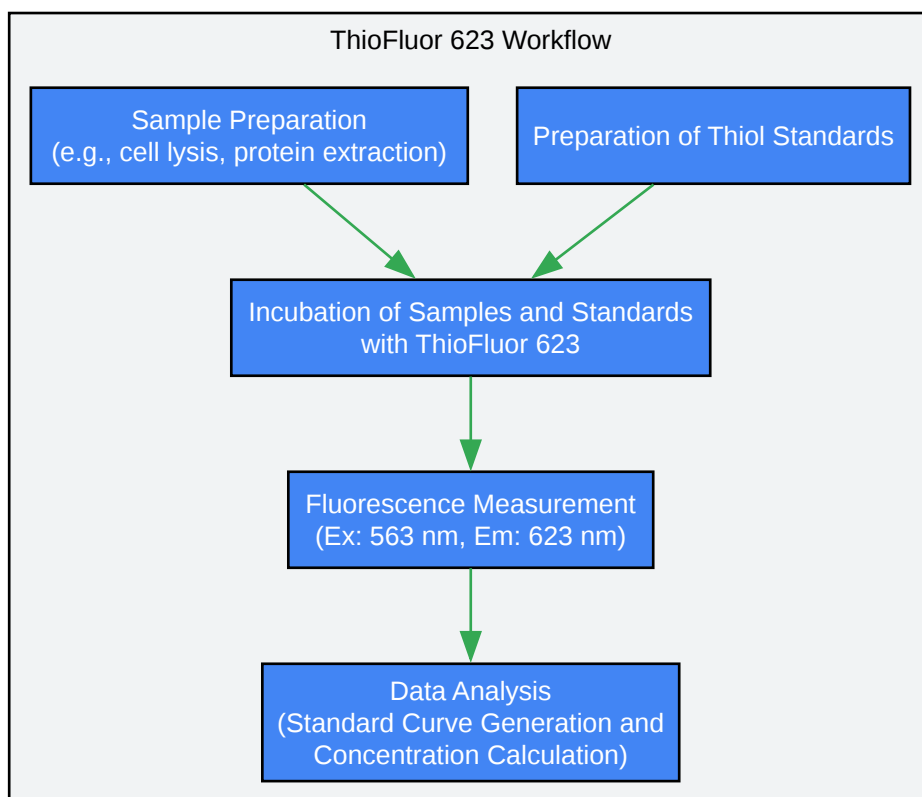 ThioFluor 623 Workflow
Sample Preparation
(e.g., cell lysis, protein extraction)
Preparation of Thiol Standards
Incubation of Samples and Standards
with ThioFluor 623
Fluorescence Measurement
(Ex: 563 nm, Em: 623 nm)
Data Analysis
(Standard Curve Generation and
Concentration Calculation)